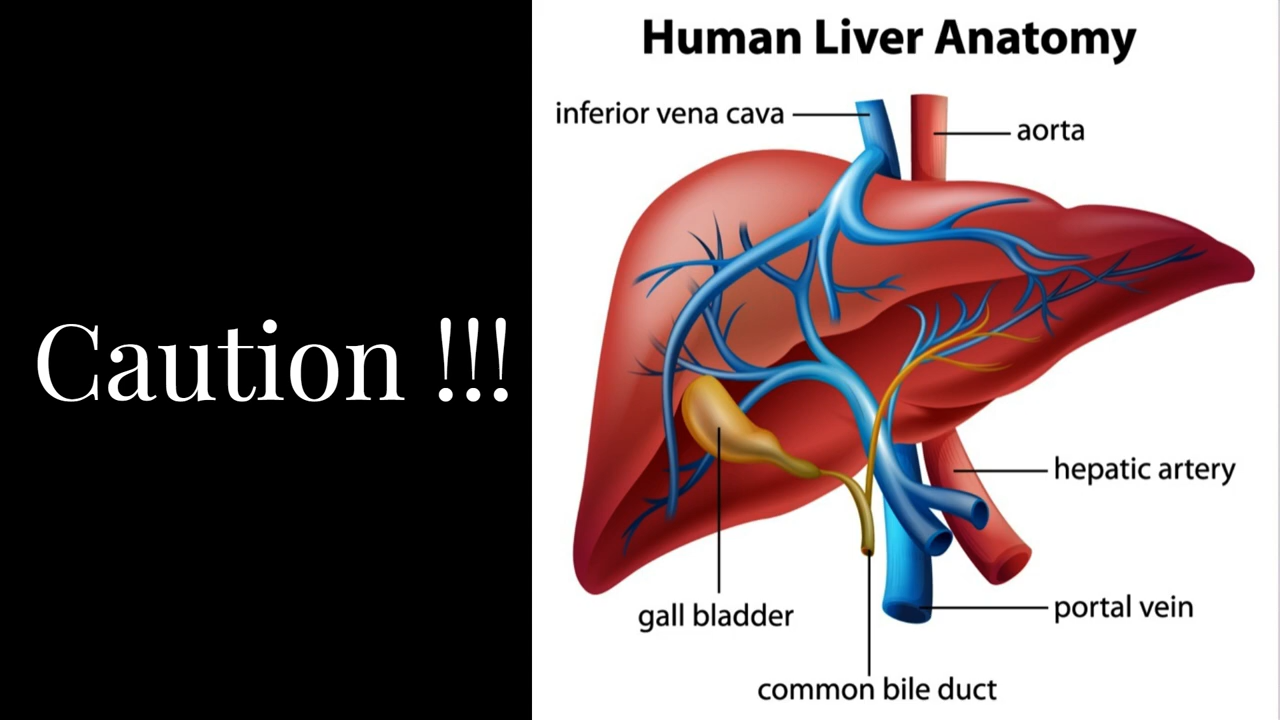 Caution !!!
Human Liver Anatomy
inferior vena cava
aorta
hepatic artery
gall bladder
portal vein
common bile duct